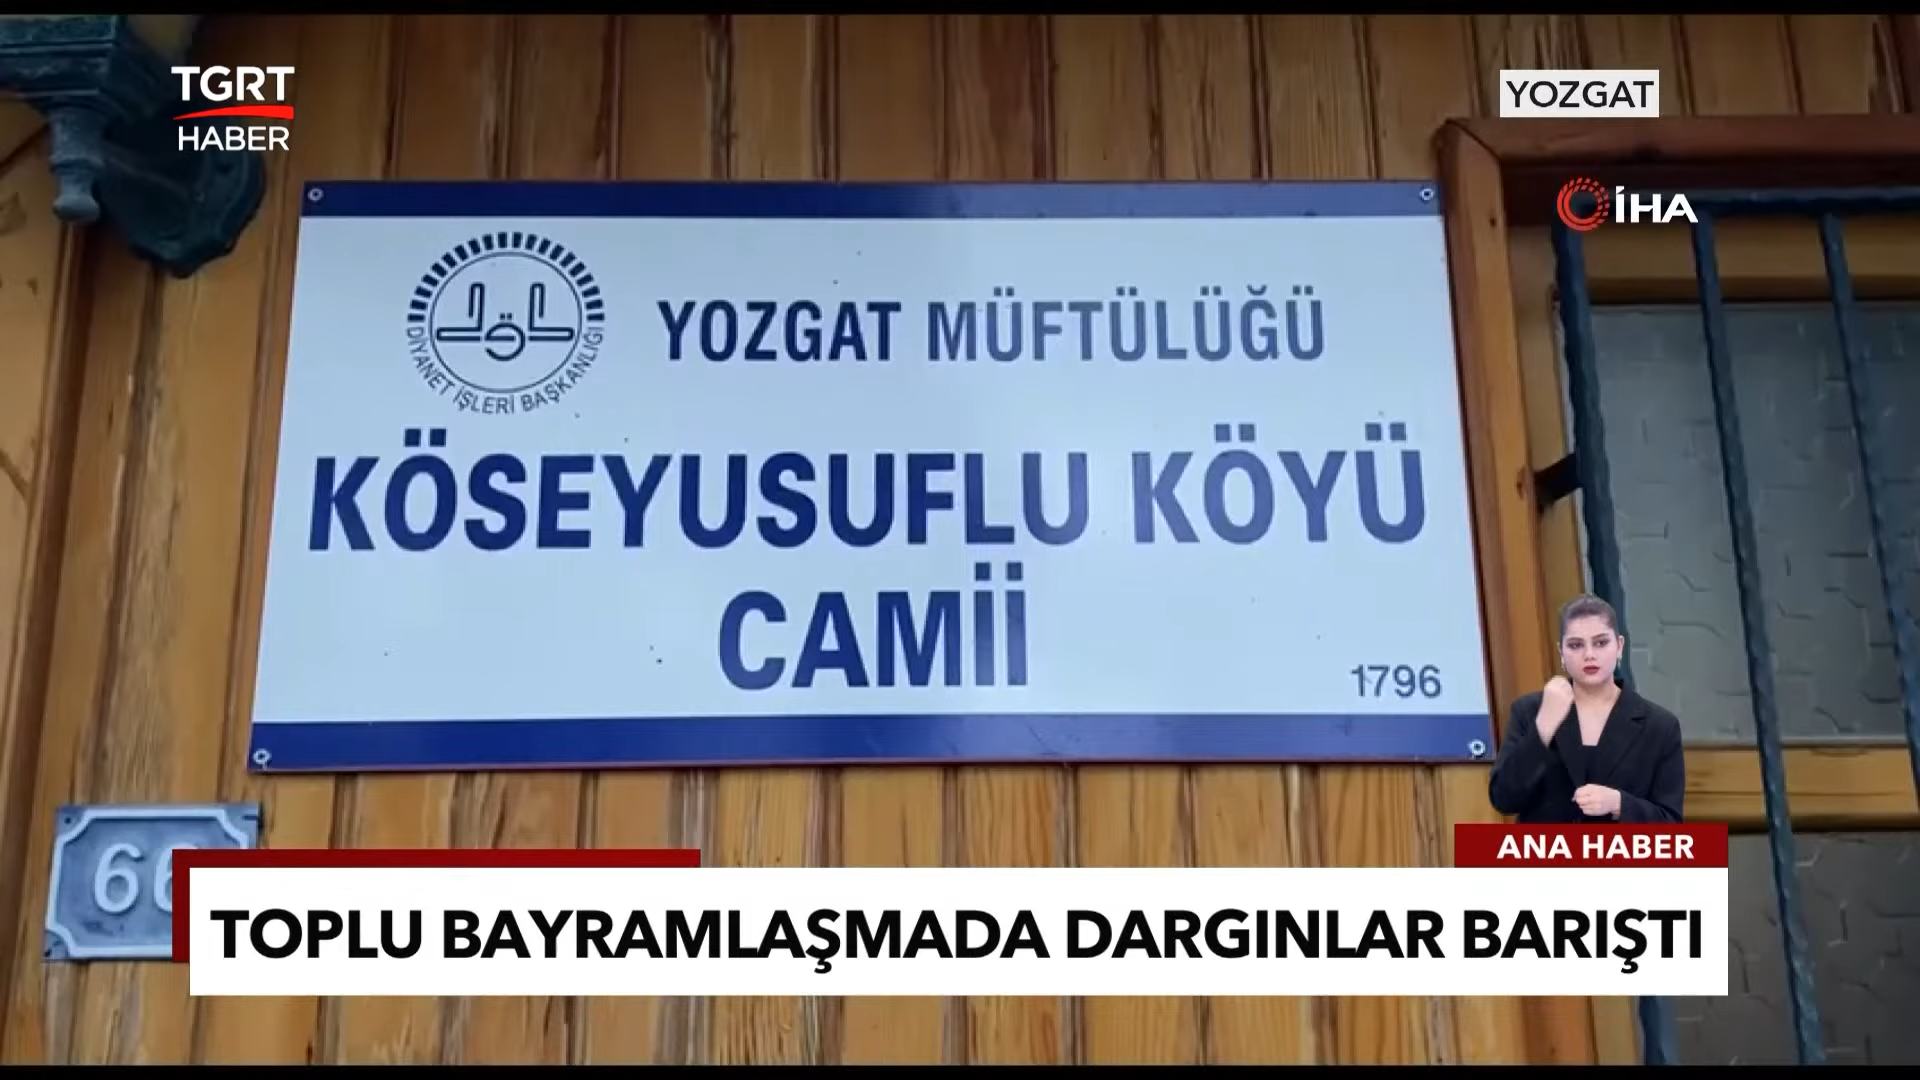 TGRT
HABER
YOZGAT
İHA
DİYANET İŞLERİ BAŞKANLIĞI
YOZGAT MÜFTÜLÜĞÜ
KÖSEYUSUFLU KÖYÜ
CAMİİ
1796
66
ANA HABER
TOPLU BAYRAMLAŞMADA DARGINLAR BARIŞTI